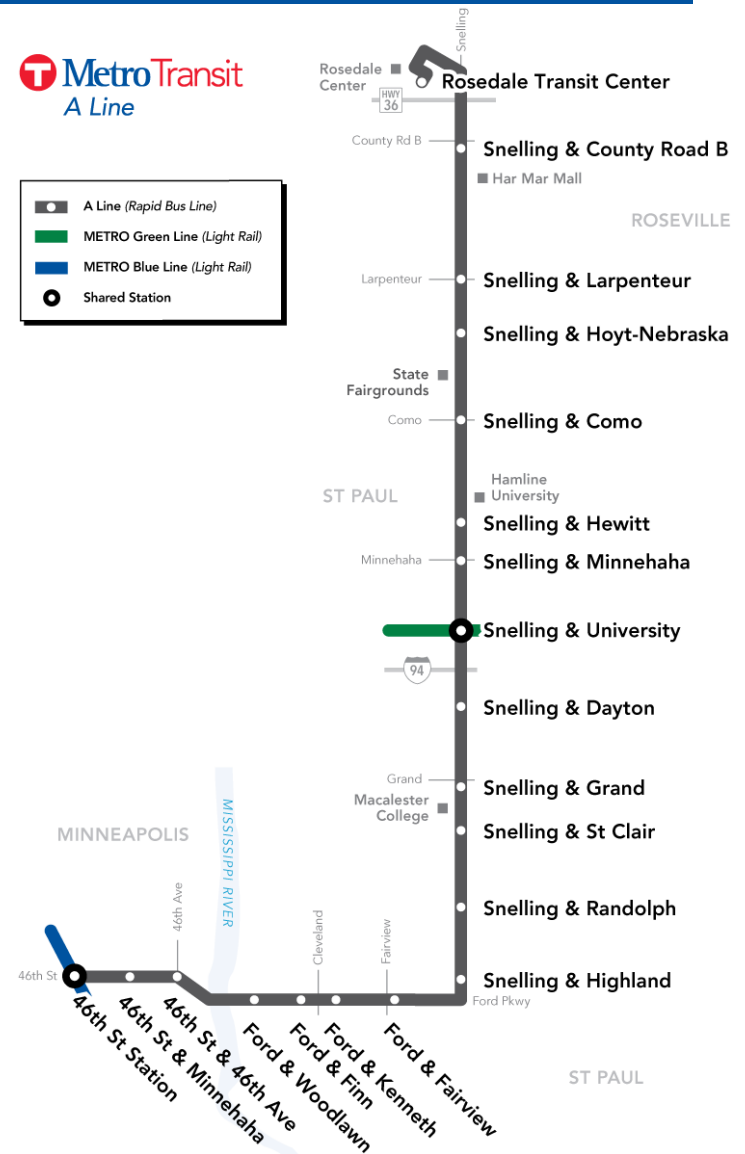 Snelling
T MetroTransit
A Line
Rosedale
Center
Rosedale Transit Center
HWY
36
County Rd B
Snelling & County Road B
Har Mar Mall
A Line (Rapid Bus Line)
METRO Green Line (Light Rail)
METRO Blue Line (Light Rail)
Shared Station
ROSEVILLE
Larpenteur
Snelling & Larpenteur
Snelling & Hoyt-Nebraska
State
Fairgrounds
Como
Snelling & Como
Hamline
University
ST PAUL
Snelling & Hewitt
Minnehaha
Snelling & Minnehaha
Snelling & University
94
Snelling & Dayton
Grand
Snelling & Grand
Macalester
College
Snelling & St Clair
MINNEAPOLIS
MISSISSIPPI RIVER
Snelling & Randolph
46th Ave
Cleveland
Fairview
46th St
Snelling & Highland
Ford Pkwy
46th St Station
46th St & Minnehaha
46th St & 46th Ave
Ford & Woodlawn
Ford & Finn
Ford & Kenneth
Ford & Fairview
ST PAUL